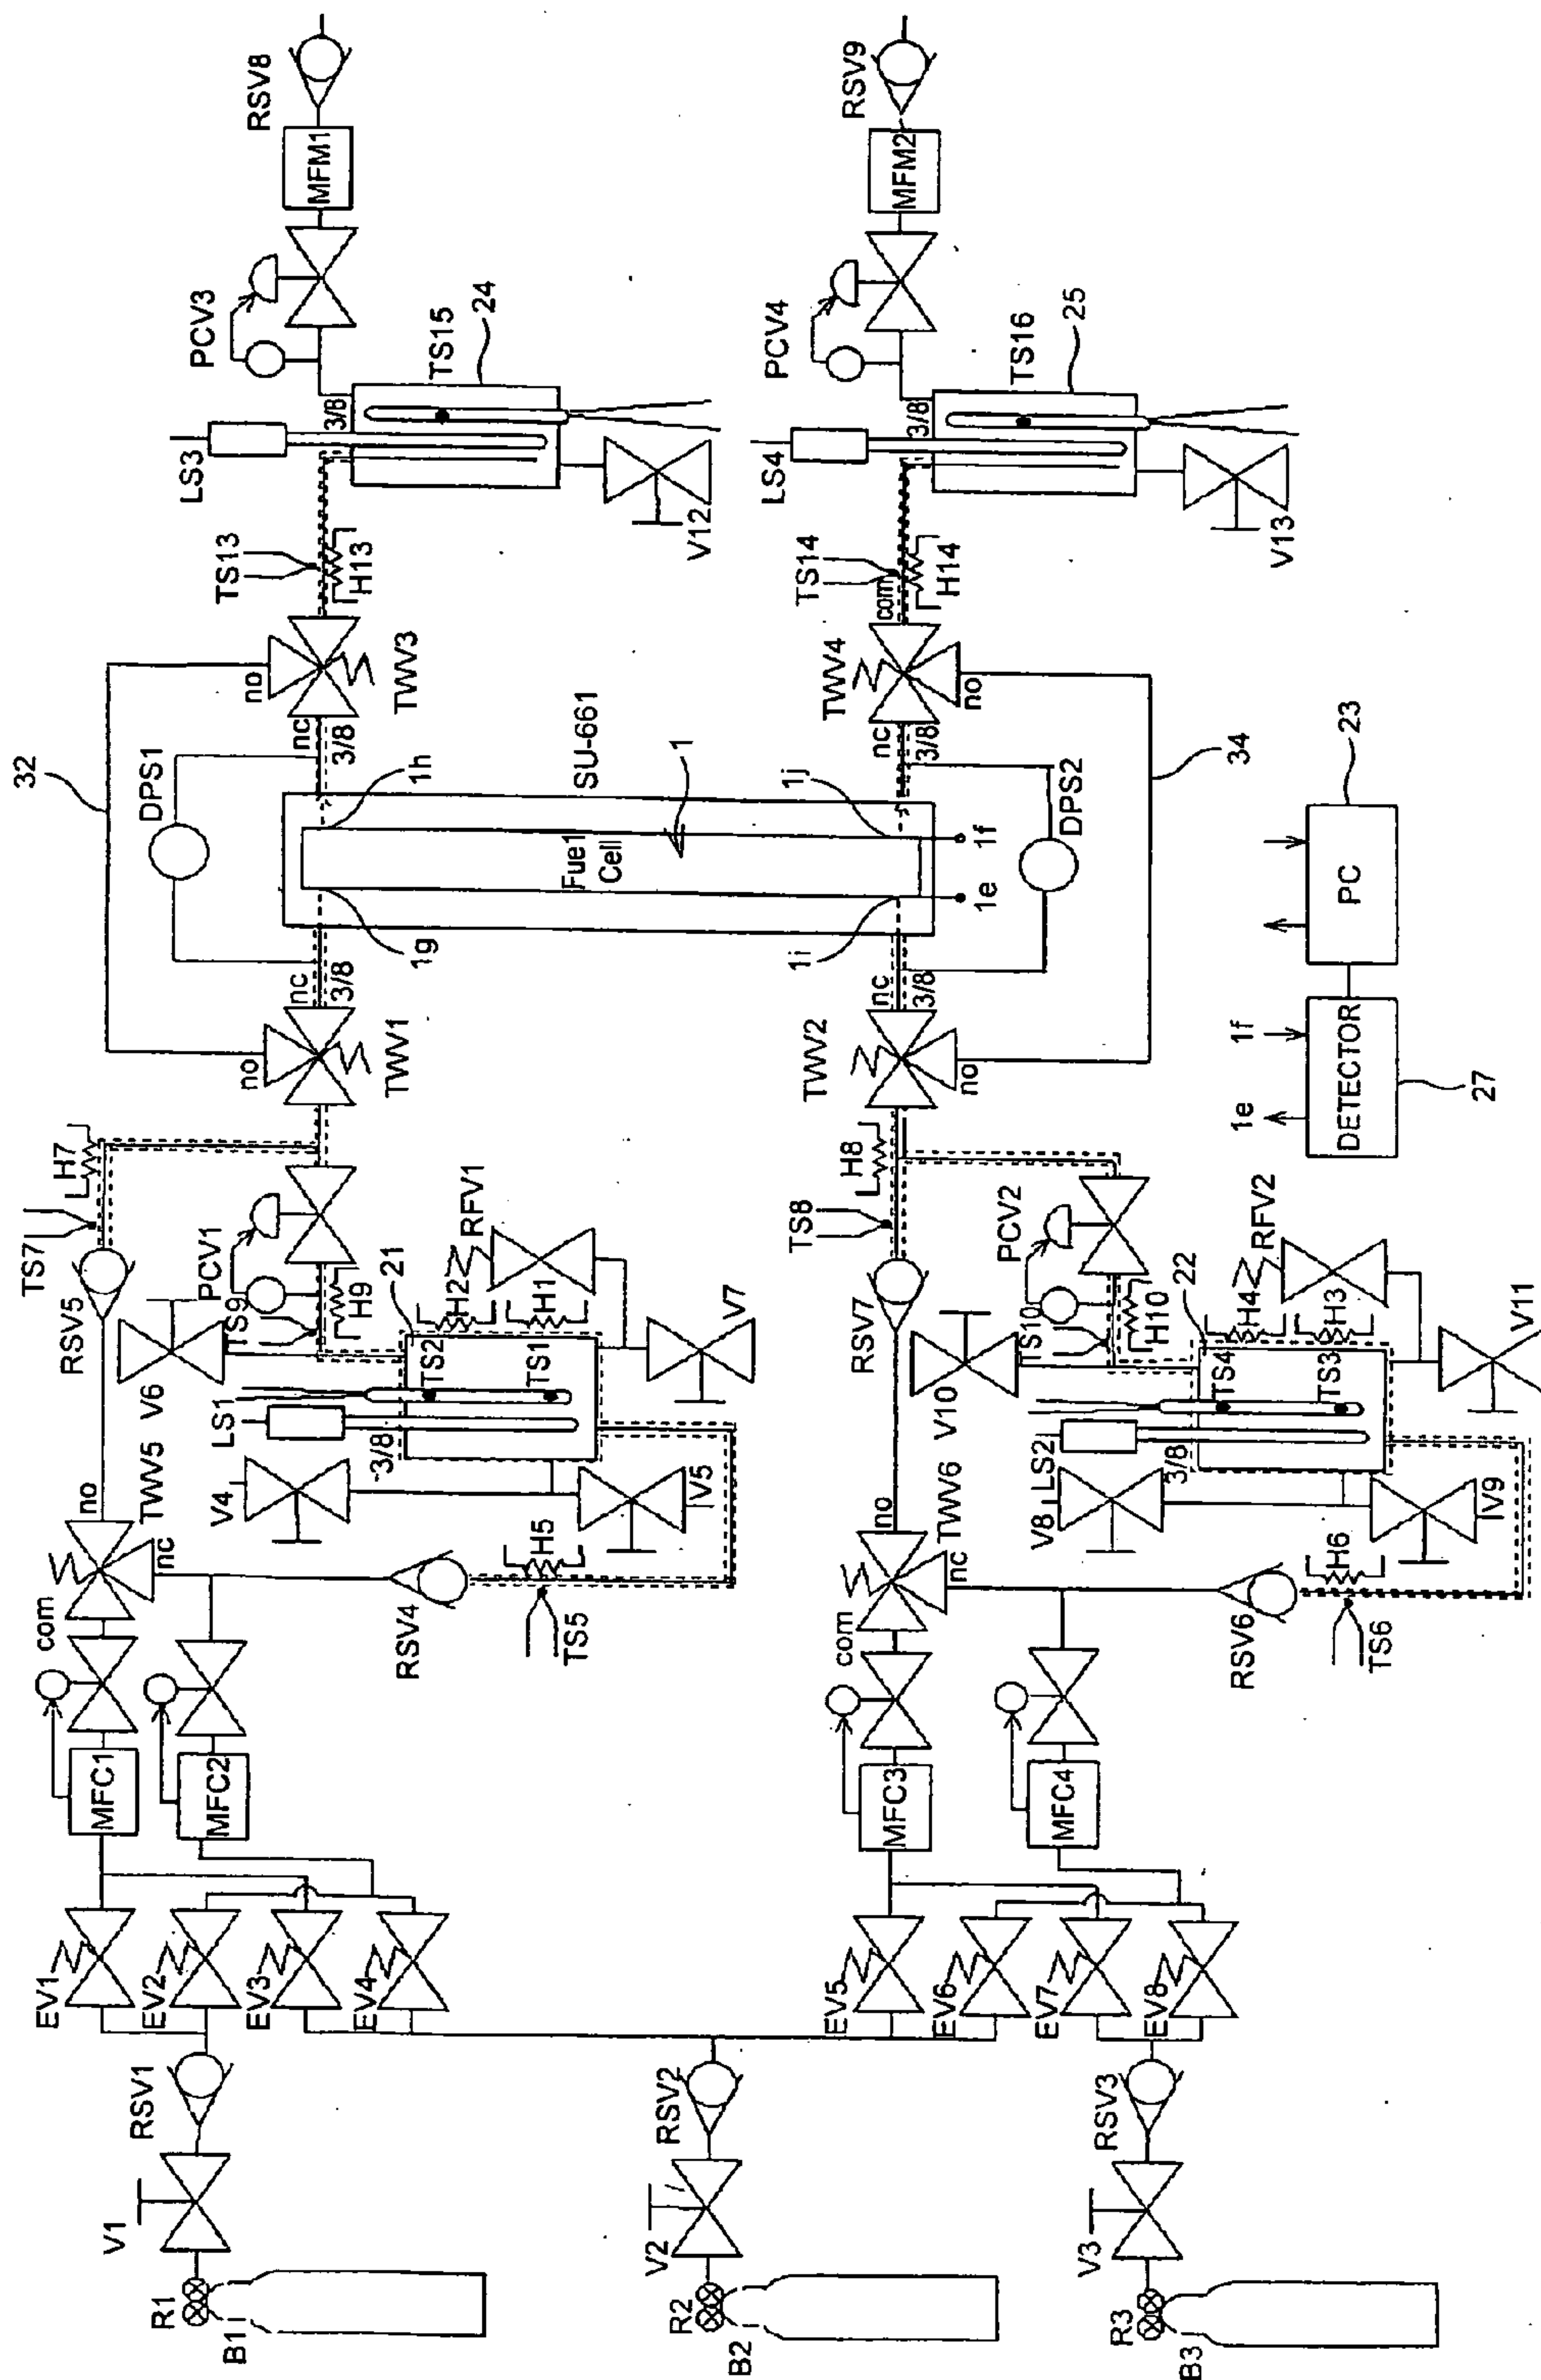 RSV8
MFM1
PCV3
LS3
3/8
TS15
24
TS13
H13
V12
no
TWV3
nc
3/8
32
DPS1
SU-661
1h
1
Fuel
Cell
1g
nc
3/8
no
TWV1
RSV9
MFM2
PCV4
LS4
3/8
TS16
25
TS14
com
H14
V13
TWV4
no
nc
3/8
1j
1f
1e
DPS2
34
1i
nc
3/8
TWV2
no
23
PC
1f
1e
DETECTOR
27
H7
TS7
RSV5
PCV1
TS9
H9
21
H2
RFV1
H1
V7
V6
LS1
TS2
TS1
3/8
V4
V5
no
TWV5
nc
com
H5
RSV4
TS5
MFC1
MFC2
H8
TS8
RSV7
PCV2
TS10
H10
22
H4
RFV2
H3
V11
V10
LS2
TS4
TS3
3/8
V8
V9
no
TWV6
nc
com
H6
RSV6
TS6
MFC3
MFC4
EV1
EV2
EV3
EV4
EV5
EV6
EV7
EV8
RSV1
RSV2
RSV3
V1
V2
V3
R1
B1
R2
B2
R3
B3